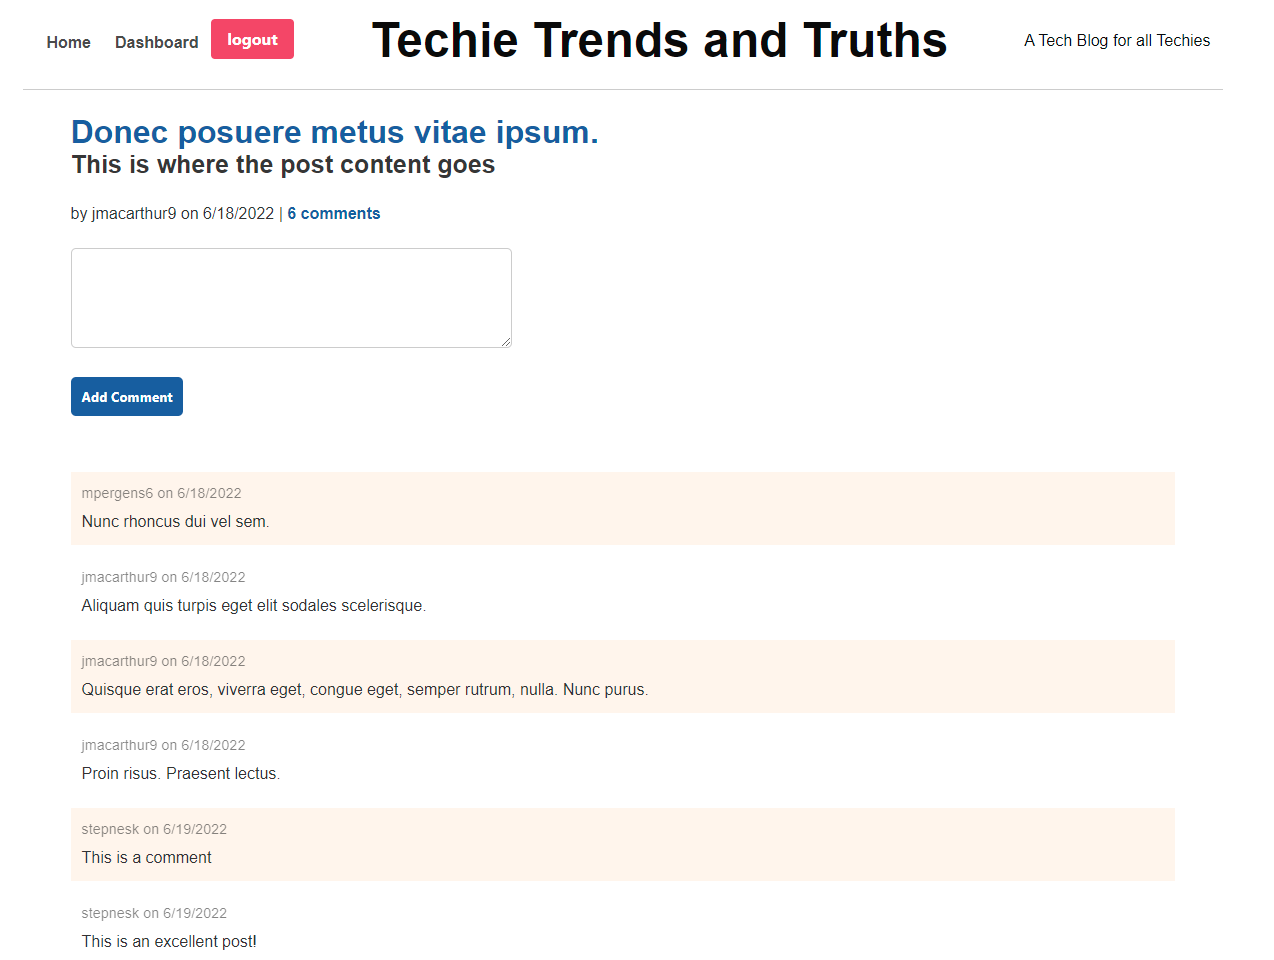 Home Dashboard logout Techie Trends and Truths A Tech Blog for all Techies
Donec posuere metus vitae ipsum.
This is where the post content goes
by jmacarthur9 on 6/18/2022 | 6 comments
Add Comment
mpergens6 on 6/18/2022
Nunc rhoncus dui vel sem.
jmacarthur9 on 6/18/2022
Aliquam quis turpis eget elit sodales scelerisque.
jmacarthur9 on 6/18/2022
Quisque erat eros, viverra eget, congue eget, semper rutrum, nulla. Nunc purus.
jmacarthur9 on 6/18/2022
Proin risus. Praesent lectus.
stepnesk on 6/19/2022
This is a comment
stepnesk on 6/19/2022
This is an excellent post!